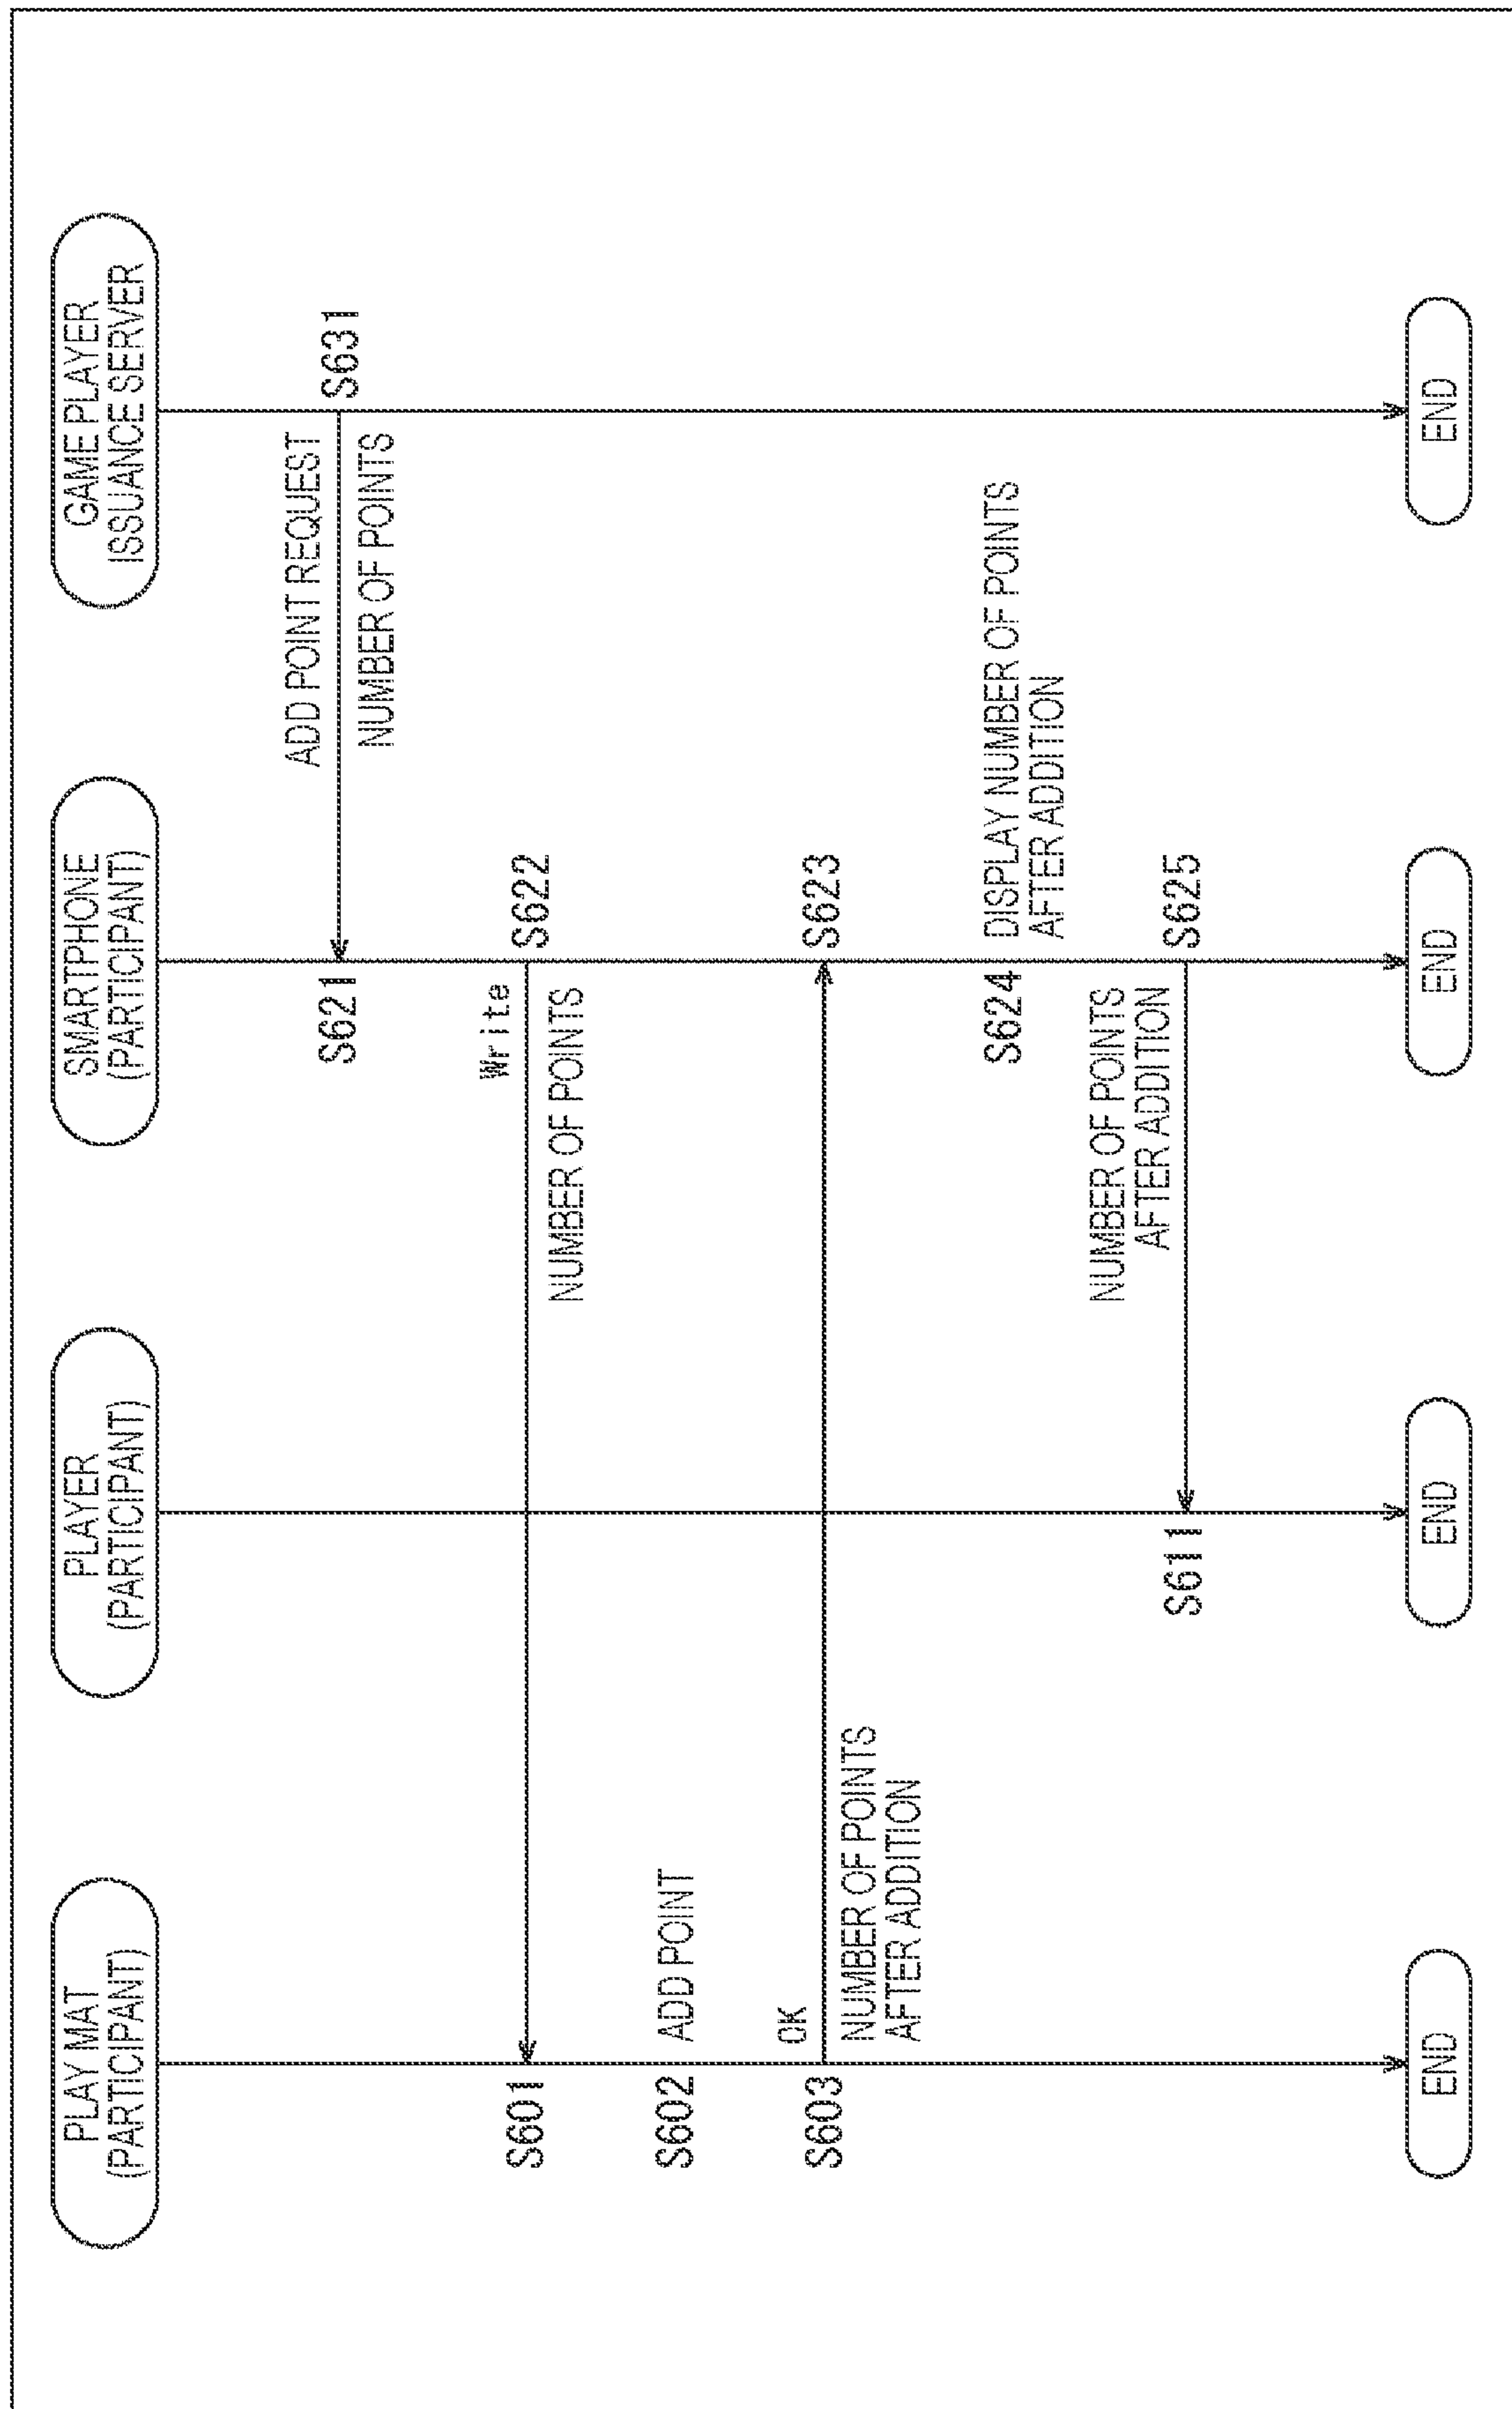 PLAY MAT
(PARTICIPANT)
PLAYER
(PARTICIPANT)
SMARTPHONE
(PARTICIPANT)
GAME PLAYER
ISSUANCE SERVER
ADD POINT REQUEST
S621
S631
NUMBER OF POINTS
Write
S601
S622
NUMBER OF POINTS
S602
ADD POINT
OK
S603
S623
NUMBER OF POINTS
AFTER ADDITION
S624
DISPLAY NUMBER OF POINTS
AFTER ADDITION
NUMBER OF POINTS
AFTER ADDITION
S611
S625
END
END
END
END